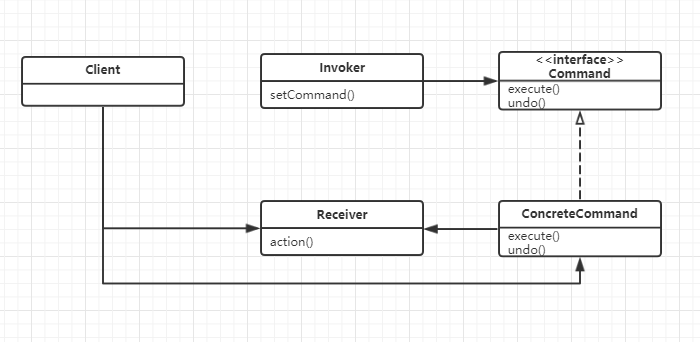 Client
Invoker
setCommand()
<<interface>>
Command
execute()
undo()
Receiver
action()
ConcreteCommand
execute()
undo()